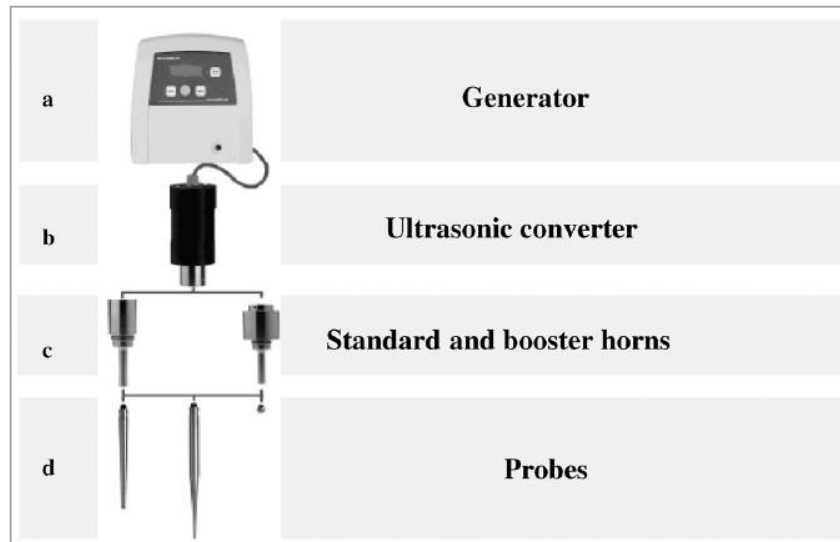 a
Generator
b
Ultrasonic converter
c
Standard and booster horns
d
Probes